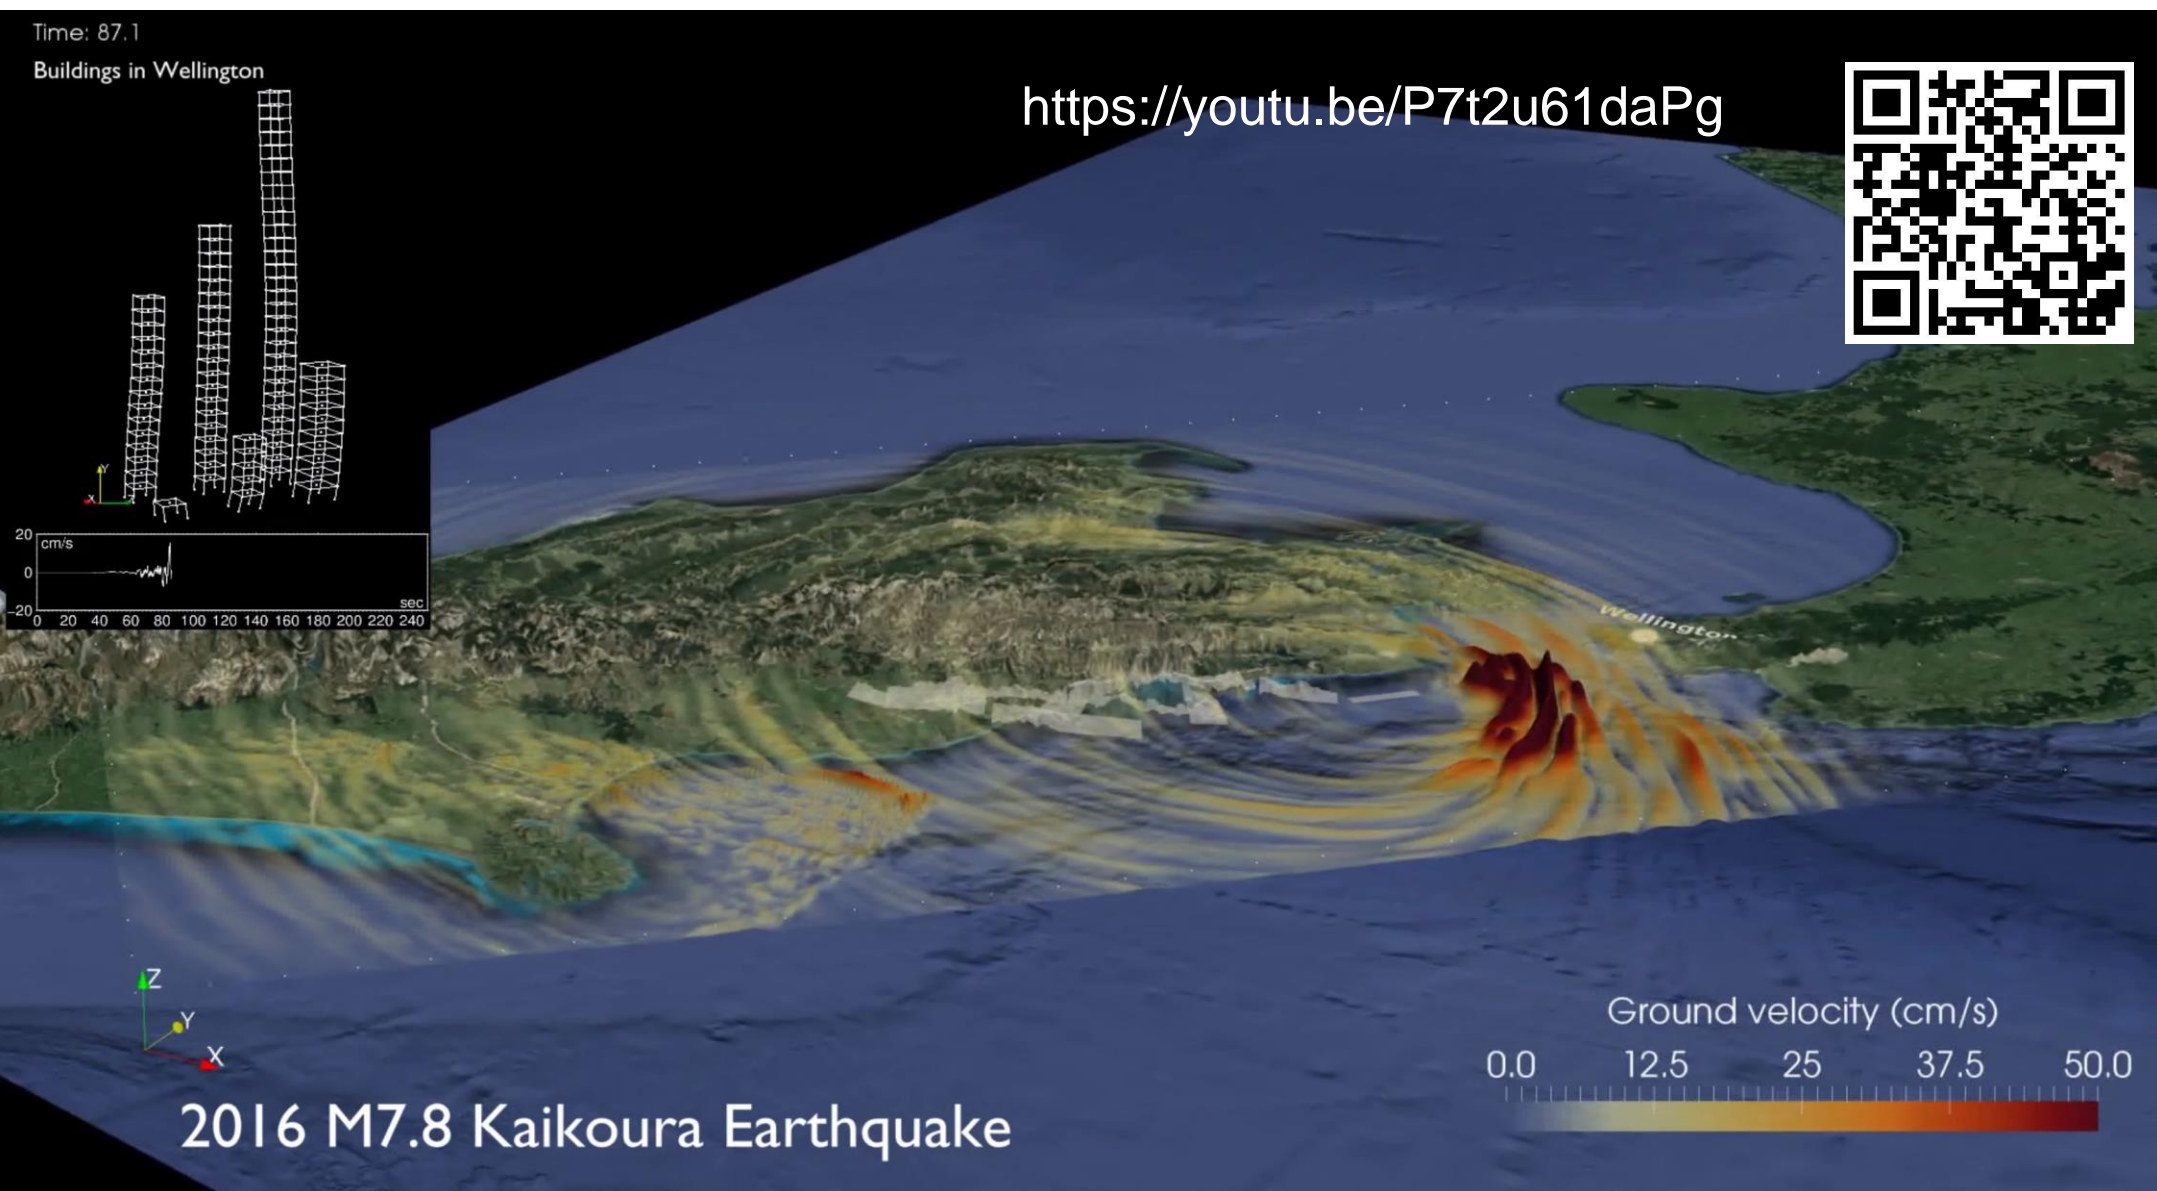 Time: 87.1
Buildings in Wellington
https://youtu.be/P7t2u61daPg
Y
X
Z
20
cm/s
0
-20
sec
0 20 40 60 80 100 120 140 160 180 200 220 240
Wellington
Z
Y
X
Ground velocity (cm/s)
0.0 12.5 25 37.5 50.0
2016 M7.8 Kaikoura Earthquake